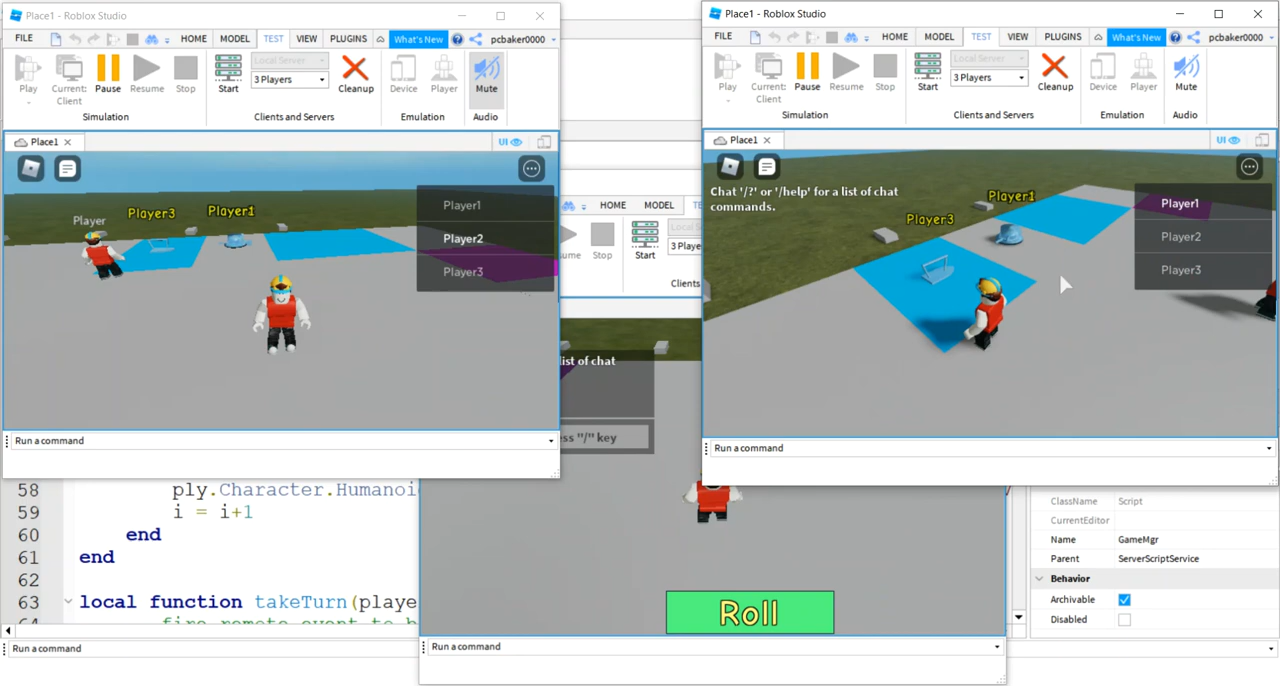 Place1 - Roblox Studio
FILE HOME MODEL TEST VIEW PLUGINS What's New pcbaker0000
Local Server
3 Players
Play Current: Client Pause Resume Stop Start Cleanup Device Player Mute
Simulation Clients and Servers Emulation Audio
Place1 UI
Player Player3 Player1
Player1
Player2
Player3
Run a command
Place1 - Roblox Studio
FILE HOME MODEL TEST VIEW PLUGINS What's New pcbaker0000
Local Server
3 Players
Play Current: Client Pause Resume Stop Start Cleanup Device Player Mute
Simulation Clients and Servers Emulation Audio
Place1 UI
Chat '/?' or '/help' for a list of chat
commands.
Player3 Player1
Player1
Player2
Player3
Run a command
HOME MODEL
Stop Start
3 Playe
Clients
list of chat
"/" key
Roll
Run a command
58 ply.Character.Humanoi
59 i = i+1
60 end
61 end
62
63 local function takeTurn(playe
Run a command
ClassName Script
CurrentEditor
Name GameMgr
Parent ServerScriptService
Behavior
Archivable
Disabled